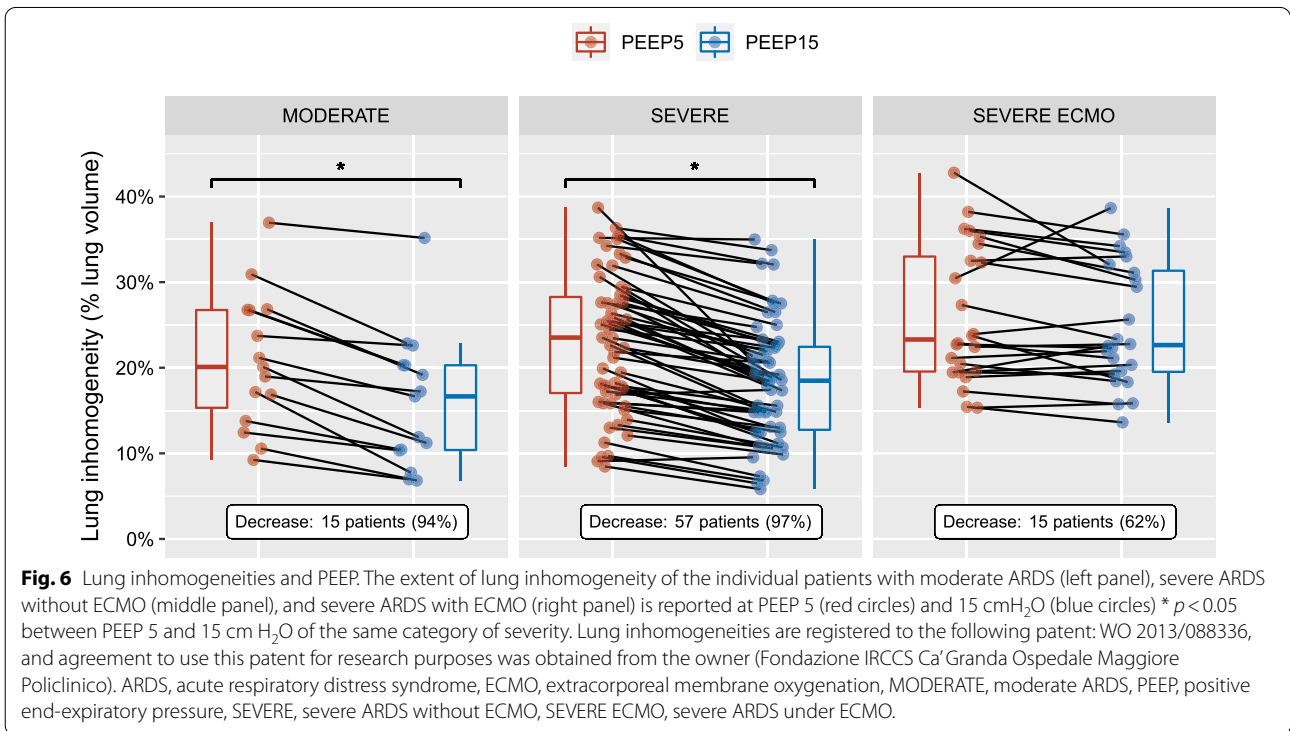 PEEP5 PEEP15
MODERATE SEVERE SEVERE ECMO
Lung inhomogeneity (% lung volume)
* *
40%
30%
20%
10%
0%
Decrease: 15 patients (94%) Decrease: 57 patients (97%) Decrease: 15 patients (62%)
Fig. 6 Lung inhomogeneities and PEEP. The extent of lung inhomogeneity of the individual patients with moderate ARDS (left panel), severe ARDS
without ECMO (middle panel), and severe ARDS with ECMO (right panel) is reported at PEEP 5 (red circles) and 15 cmH₂O (blue circles) * p < 0.05
between PEEP 5 and 15 cm H₂O of the same category of severity. Lung inhomogeneities are registered to the following patent: WO 2013/088336,
and agreement to use this patent for research purposes was obtained from the owner (Fondazione IRCCS Ca' Granda Ospedale Maggiore
Policlinico). ARDS, acute respiratory distress syndrome, ECMO, extracorporeal membrane oxygenation, MODERATE, moderate ARDS, PEEP, positive
end-expiratory pressure, SEVERE, severe ARDS without ECMO, SEVERE ECMO, severe ARDS under ECMO.